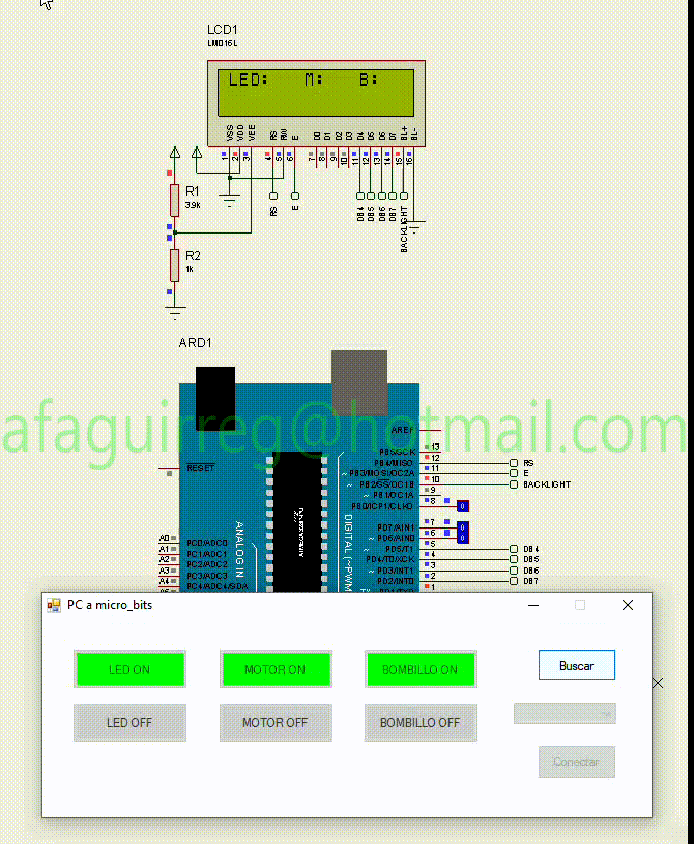 LCD1
LM016L
LED: M: B:
VSS VDD VEE RS RW E D0 D1 D2 D3 D4 D5 D6 D7 BL+ BL-
1 2 3 4 5 6 7 8 9 10 11 12 13 14 15 16
R1
3.9k
RS E DB4 DB5 DB6 DB7 BACKLIGHT
R2
1k
ARD1
afaguirreg@hotmail.com
AREF
13
PB5/SCK
12
RESET
PB4/MISO
RS
11
~ PB3/MOSI/OC2A
E
10
~ PB2/SS/OC1B
BACKLIGHT
9
~ PB1/OC1A
8
PB0/ICP1/CLKO
0
DIGITAL (~PWM
ANALOG IN
7
PD7/AIN1
0
6
~ PD6/AIN0
0
A0
PC0/ADC0
5
~ PD5/T1
DB4
A1
PC1/ADC1
4
PD4/T0/XCK
DB5
A2
PC2/ADC2
3
~ PD3/INT1
DB6
A3
PC3/ADC3
2
PD2/INT0
DB7
A4
PC4/ADC4/SDA
1
PC a micro_bits
LED ON MOTOR ON BOMBILLO ON Buscar
LED OFF MOTOR OFF BOMBILLO OFF
Conectar